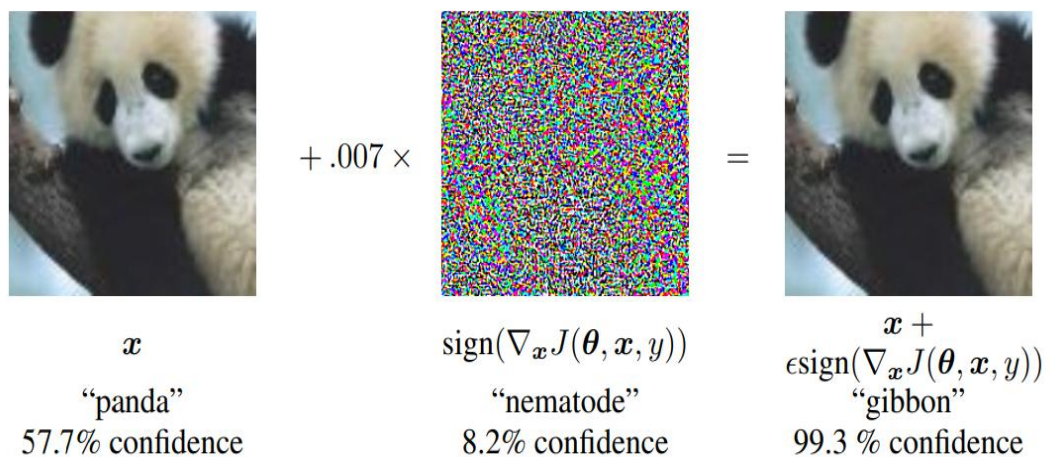 + .007 ×
=
x
“panda”
57.7% confidence
sign(∇ₓJ(θ, x, y))
“nematode”
8.2% confidence
x +
ϵsign(∇ₓJ(θ, x, y))
“gibbon”
99.3 % confidence